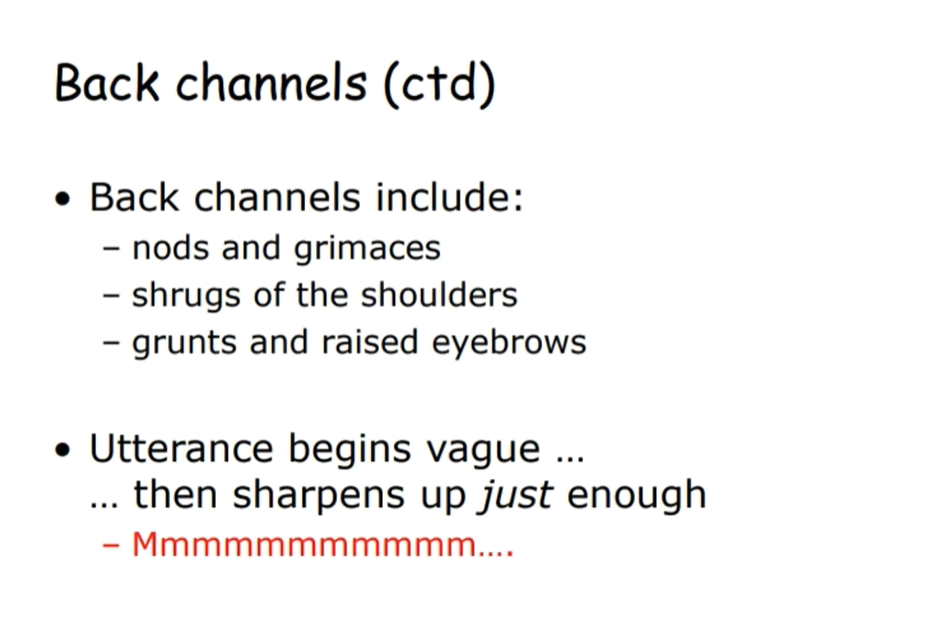 Back channels (ctd)
• Back channels include:
– nods and grimaces
– shrugs of the shoulders
– grunts and raised eyebrows
• Utterance begins vague ...
... then sharpens up just enough
– Mmmmmmmmmmm....